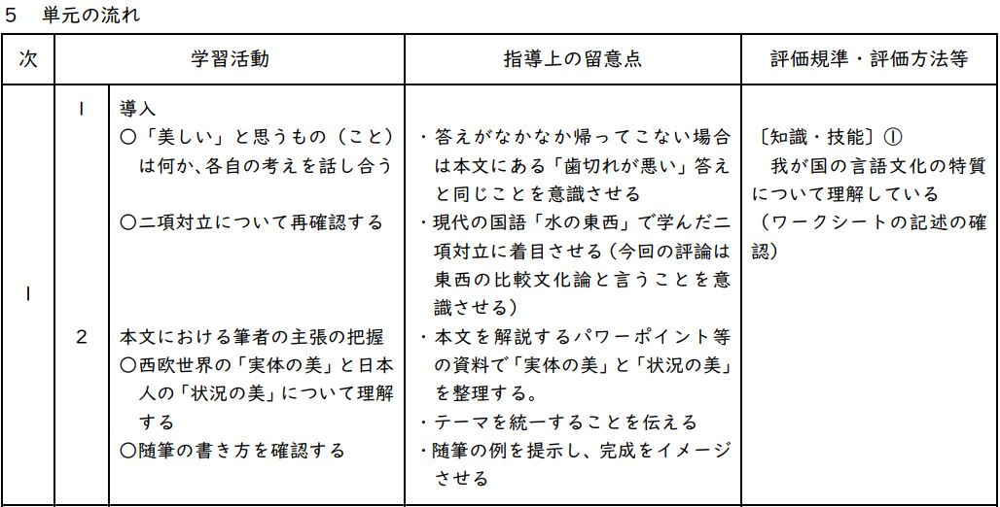 ５　単元の流れ
次
学習活動
指導上の留意点
評価規準・評価方法等
１
１
導入
〇「美しい」と思うもの（こと）
は何か、各自の考えを話し合う
〇二項対立について再確認する
・答えがなかなか帰ってこない場合
は本文にある「歯切れが悪い」答え
と同じことを意識させる
・現代の国語「水の東西」で学んだ二
項対立に着目させる（今回の評論は
東西の比較文化論と言うことを意
識させる）
〔知識・技能〕①
我が国の言語文化の特質
について理解している
（ワークシートの記述の確
認）
２
本文における筆者の主張の把握
〇西欧世界の「実体の美」と日本
人の「状況の美」について理解
する
〇随筆の書き方を確認する
・本文を解説するパワーポイント等
の資料で「実体の美」と「状況の美」
を整理する。
・テーマを統一することを伝える
・随筆の例を提示し、完成をイメージ
させる